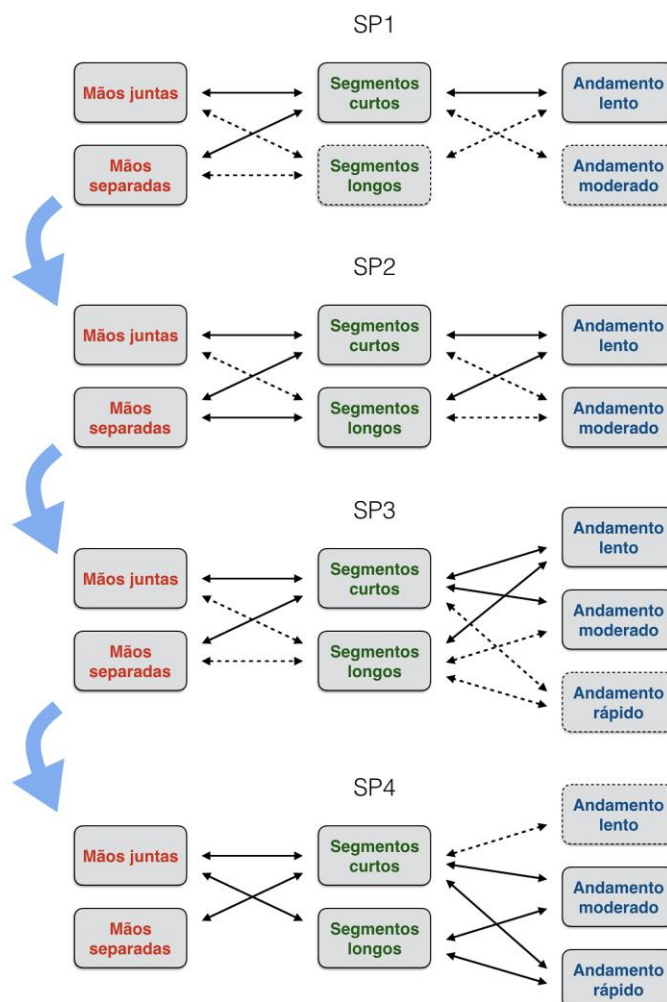 SP1
Mãos juntas
Segmentos
curtos
Andamento
lento
Mãos
separadas
Segmentos
longos
Andamento
moderado
SP2
Mãos juntas
Segmentos
curtos
Andamento
lento
Mãos
separadas
Segmentos
longos
Andamento
moderado
SP3
Andamento
lento
Mãos juntas
Segmentos
curtos
Andamento
moderado
Mãos
separadas
Segmentos
longos
Andamento
rápido
SP4
Andamento
lento
Mãos juntas
Segmentos
curtos
Andamento
moderado
Mãos
separadas
Segmentos
longos
Andamento
rápido